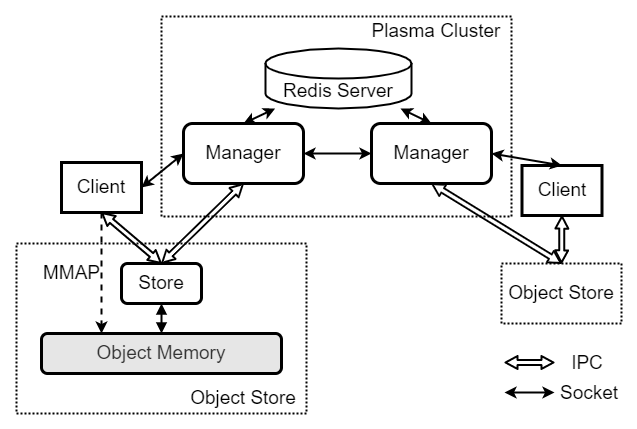 Plasma Cluster
Redis Server
Manager
Manager
Client
Client
MMAP
Store
Object Store
Object Memory
IPC
Object Store
Socket